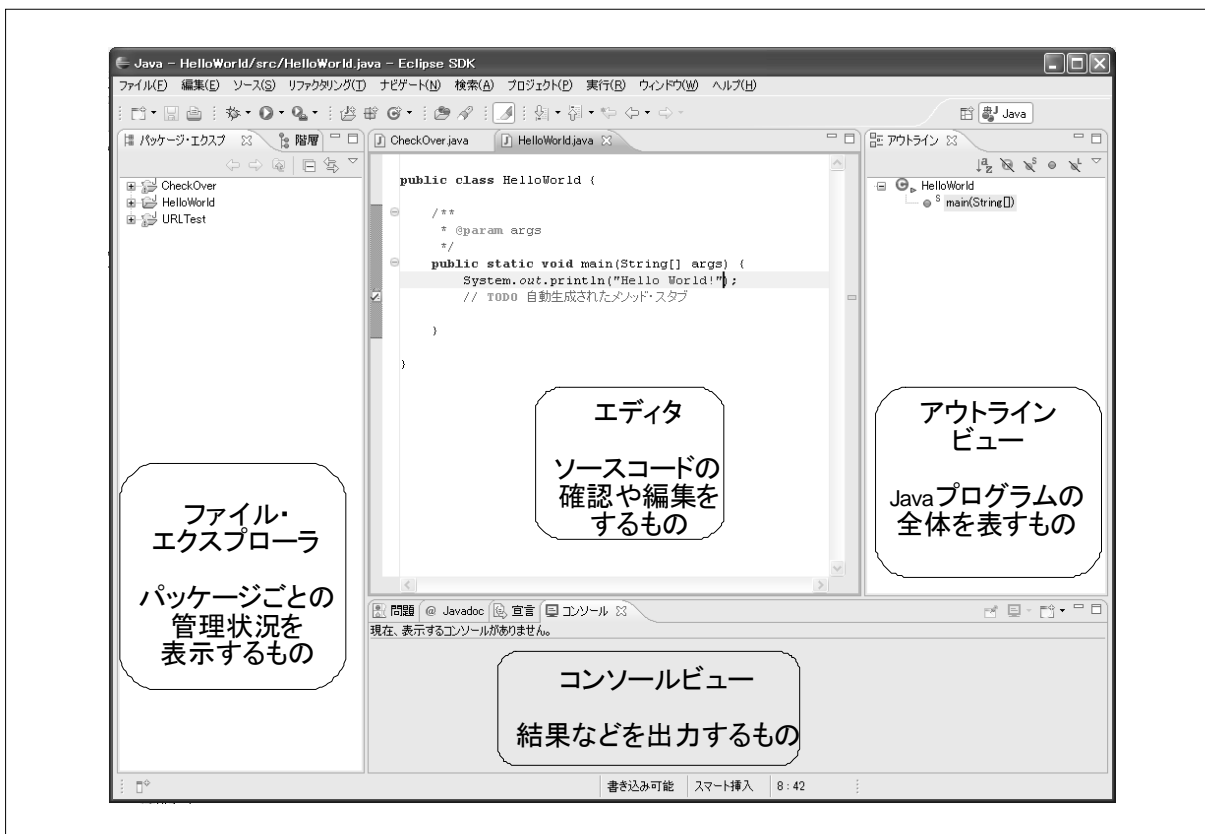 Java - HelloWorld/src/HelloWorld.java - Eclipse SDK
ファイル(F) 編集(E) ソース(S) リファクタリング(T) ナビゲート(N) 検索(A) プロジェクト(P) 実行(R) ウィンドウ(W) ヘルプ(H)
Java
パッケージ・エクスプ 階層
CheckOver.java HelloWorld.java
アウトライン
CheckOver
HelloWorld
URLTest
public class HelloWorld {
/**
* @param args
*/
public static void main(String[] args) {
System.out.println("Hello World!");
// TODO 自動生成されたメソッド・スタブ
}
}
HelloWorld
main(String[])
ファイル・
エクスプローラ
パッケージごとの
管理状況を
表示するもの
エディタ
ソースコードの
確認や編集を
するもの
アウトライン
ビュー
Javaプログラムの
全体を表すもの
問題 @ Javadoc 宣言 コンソール
現在、表示するコンソールがありません。
コンソールビュー
結果などを出力するもの
書き込み可能 スマート挿入 8:42